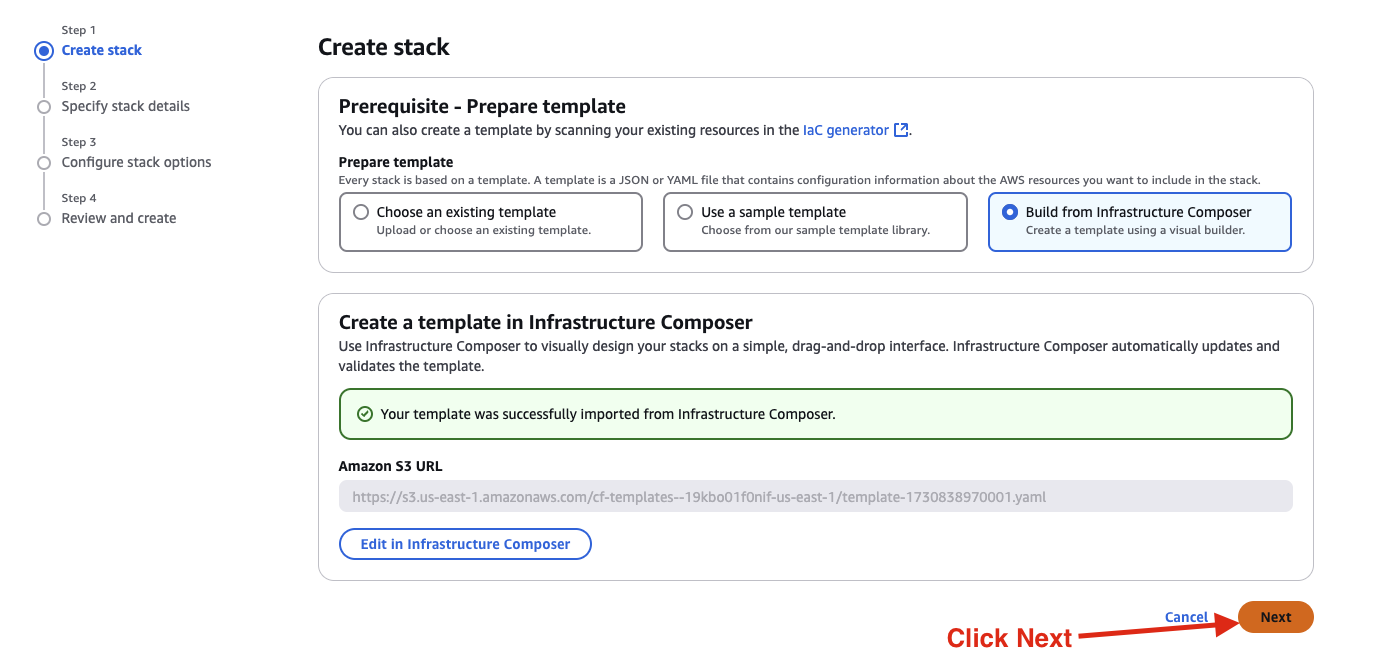 Step 1
Create stack
Step 2
Specify stack details
Step 3
Configure stack options
Step 4
Review and create
Create stack
Prerequisite - Prepare template
You can also create a template by scanning your existing resources in the IaC generator.
Prepare template
Every stack is based on a template. A template is a JSON or YAML file that contains configuration information about the AWS resources you want to include in the stack.
Choose an existing template
Upload or choose an existing template.
Use a sample template
Choose from our sample template library.
Build from Infrastructure Composer
Create a template using a visual builder.
Create a template in Infrastructure Composer
Use Infrastructure Composer to visually design your stacks on a simple, drag-and-drop interface. Infrastructure Composer automatically updates and
validates the template.
Your template was successfully imported from Infrastructure Composer.
Amazon S3 URL
https://s3.us-east-1.amazonaws.com/cf-templates--19kbo01f0nif-us-east-1/template-1730838970001.yaml
Edit in Infrastructure Composer
Cancel
Next
Click Next